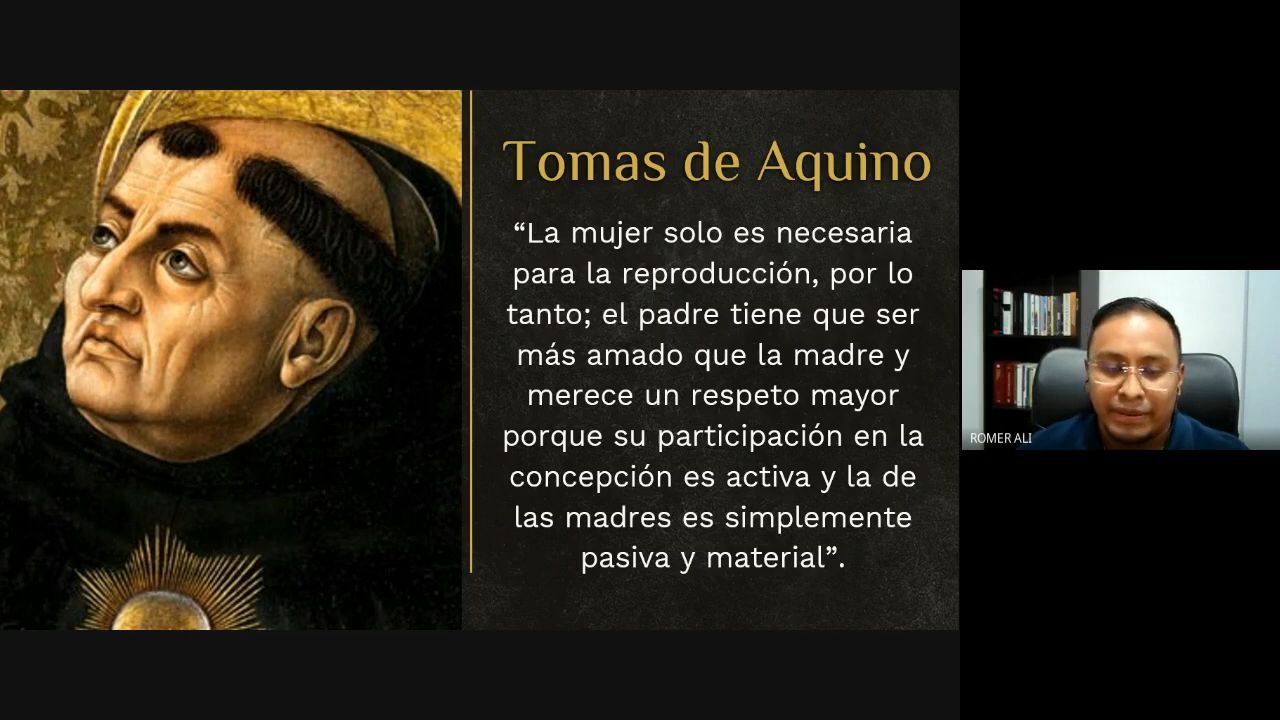 Tomas de Aquino
“La mujer solo es necesaria
para la reproducción, por lo
tanto; el padre tiene que ser
más amado que la madre y
merece un respeto mayor
porque su participación en la
concepción es activa y la de
las madres es simplemente
pasiva y material”.
ROMER ALI